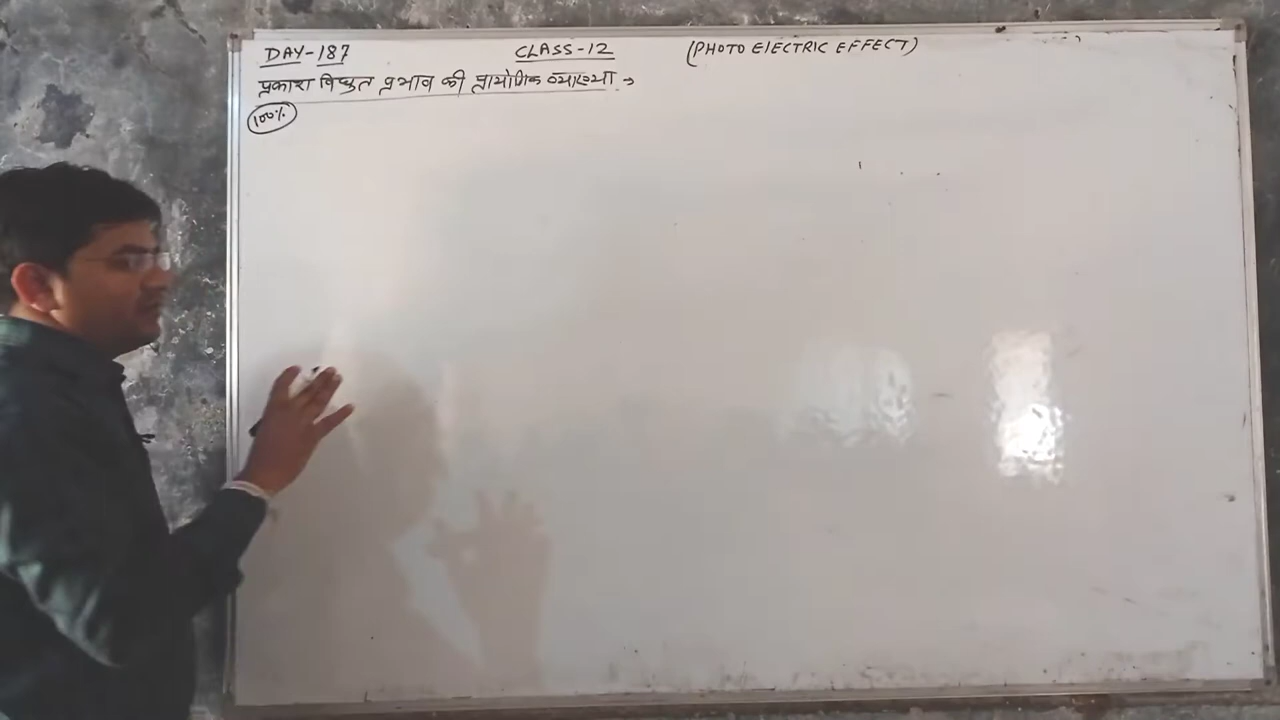 DAY-187 CLASS-12 (PHOTO ELECTRIC EFFECT)
प्रकाश विद्युत प्रभाव की प्रायोगिक व्याख्या →
100%